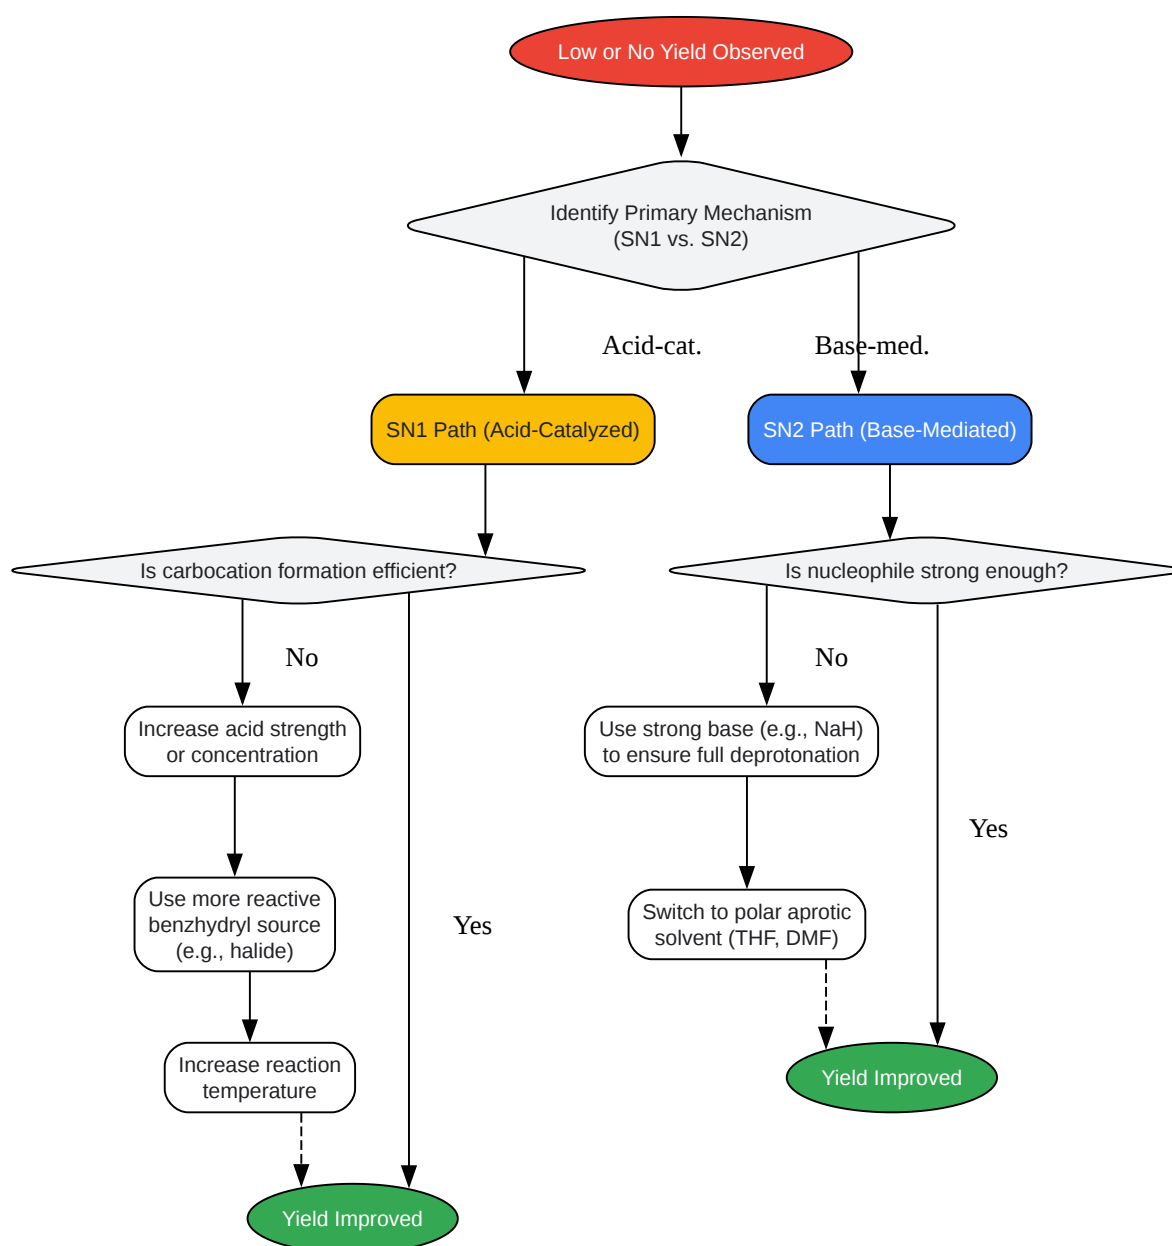 Low or No Yield Observed
Identify Primary Mechanism
(SN1 vs. SN2)
Acid-cat.
Base-med.
SN1 Path (Acid-Catalyzed)
SN2 Path (Base-Mediated)
Is carbocation formation efficient?
Is nucleophile strong enough?
No
No
Increase acid strength
or concentration
Use strong base (e.g., NaH)
to ensure full deprotonation
Yes
Use more reactive
benzhydryl source
(e.g., halide)
Yes
Switch to polar aprotic
solvent (THF, DMF)
Increase reaction
temperature
Yield Improved
Yield Improved